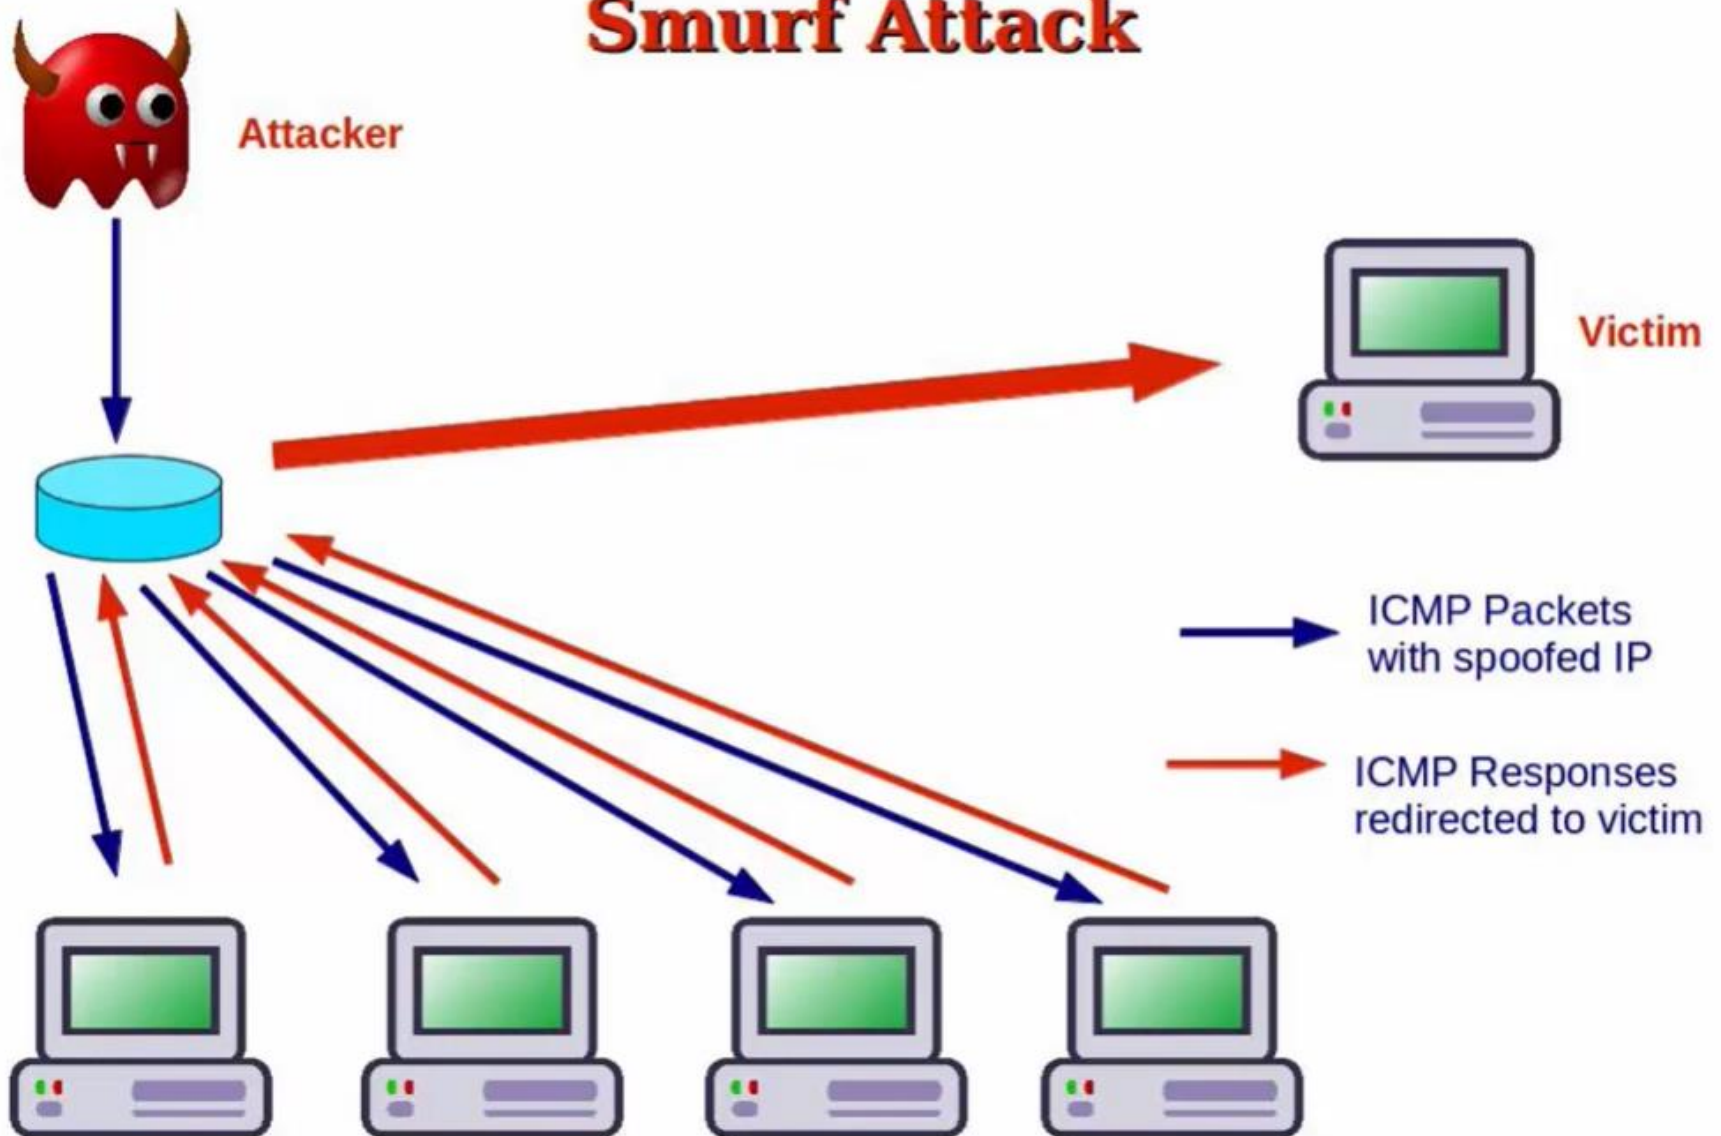 Smurf Attack
Attacker
Victim
ICMP Packets
with spoofed IP
ICMP Responses
redirected to victim